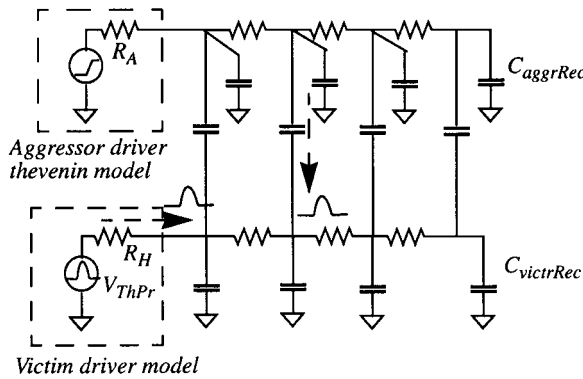 R_A
C_aggrRec
Aggressor driver
thevenin model
R_H
V_ThPr
C_victrRec
Victim driver model